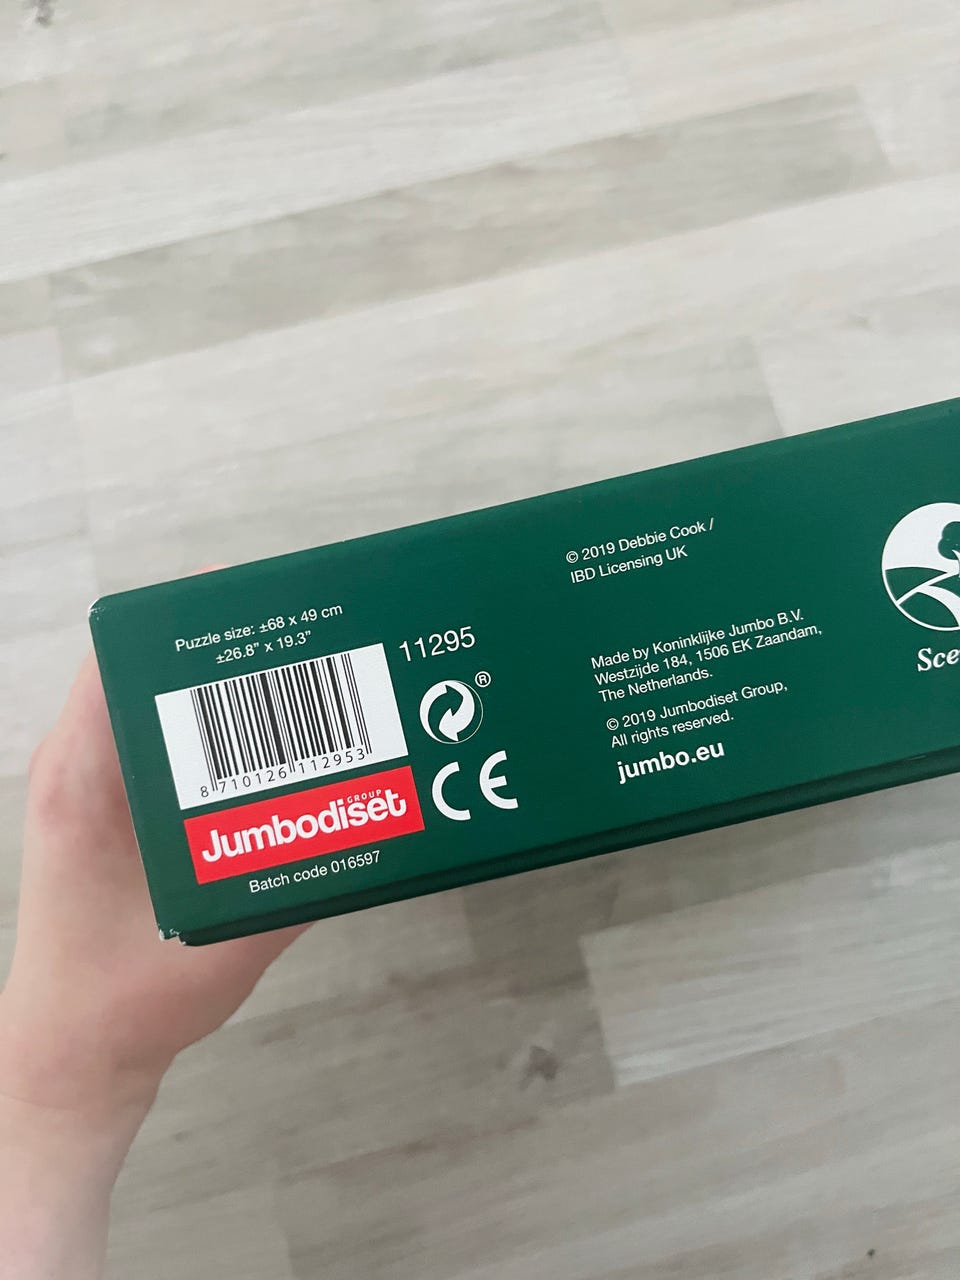 Puzzle size: ±68 x 49 cm
±26.8” x 19.3”
11295
®
8 710126 112953
GROUP
Jumbodiset
CE
Batch code 016597
© 2019 Debbie Cook /
IBD Licensing UK
Made by Koninklijke Jumbo B.V.
Westzijde 184, 1506 EK Zaandam,
The Netherlands.
© 2019 Jumbodiset Group,
All rights reserved.
jumbo.eu